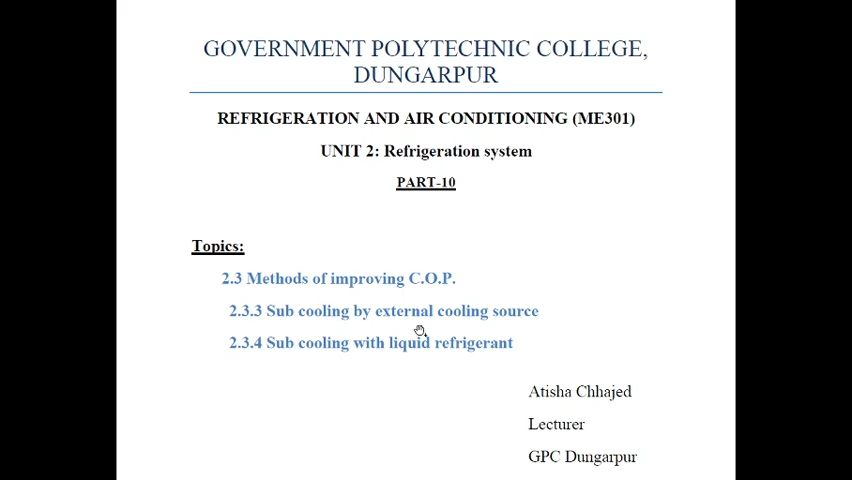 GOVERNMENT POLYTECHNIC COLLEGE,
DUNGARPUR
REFRIGERATION AND AIR CONDITIONING (ME301)
UNIT 2: Refrigeration system
PART-10
Topics:
2.3 Methods of improving C.O.P.
2.3.3 Sub cooling by external cooling source
2.3.4 Sub cooling with liquid refrigerant
Atisha Chhajed
Lecturer
GPC Dungarpur